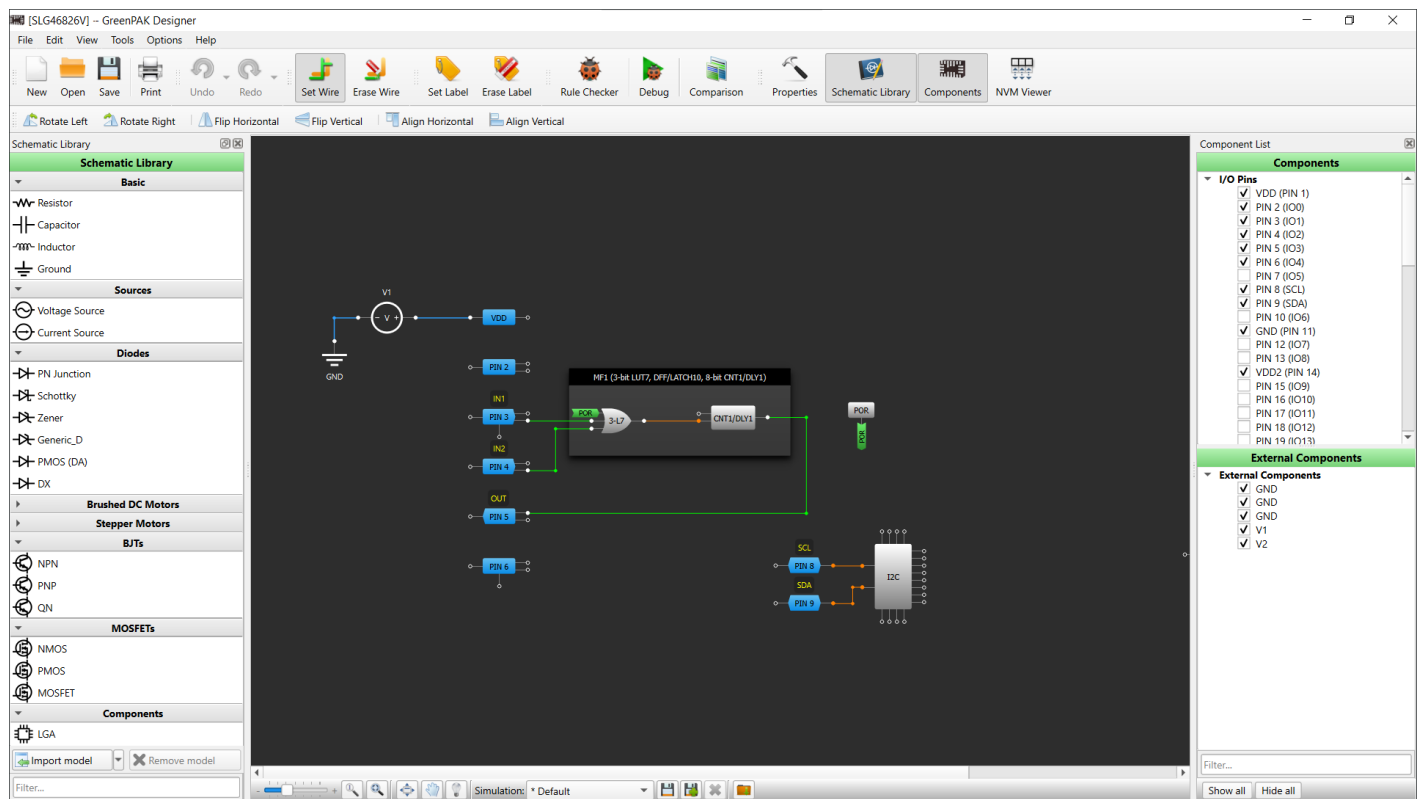 [SLG46826V] -- GreenPAK Designer
File Edit View Tools Options Help
New Open Save Print Undo Redo Set Wire Erase Wire Set Label Erase Label Rule Checker Debug Comparison Properties Schematic Library Components NVM Viewer
Rotate Left Rotate Right Flip Horizontal Flip Vertical Align Horizontal Align Vertical
Schematic Library
Schematic Library
Basic
Resistor
Capacitor
Inductor
Ground
Sources
Voltage Source
Current Source
Diodes
PN Junction
Schottky
Zener
Generic_D
PMOS (DA)
DX
Brushed DC Motors
Stepper Motors
BJTs
NPN
PNP
QN
MOSFETs
NMOS
PMOS
MOSFET
Components
LGA
Import model Remove model
Filter...
V1
- V +
VDD
GND
PIN 2
MF1 (3-bit LUT7, DFF/LATCH10, 8-bit CNT1/DLY1)
IN1
PIN 3
POR
3-L7
CNT1/DLY1
POR
POR
IN2
PIN 4
OUT
PIN 5
PIN 6
SCL
PIN 8
SDA
PIN 9
I2C
Simulation: * Default
Component List
Components
I/O Pins
VDD (PIN 1)
PIN 2 (IO0)
PIN 3 (IO1)
PIN 4 (IO2)
PIN 5 (IO3)
PIN 6 (IO4)
PIN 7 (IO5)
PIN 8 (SCL)
PIN 9 (SDA)
PIN 10 (IO6)
GND (PIN 11)
PIN 12 (IO7)
PIN 13 (IO8)
VDD2 (PIN 14)
PIN 15 (IO9)
PIN 16 (IO10)
PIN 17 (IO11)
PIN 18 (IO12)
PIN 19 (IO13)
External Components
External Components
GND
GND
GND
V1
V2
Filter...
Show all Hide all